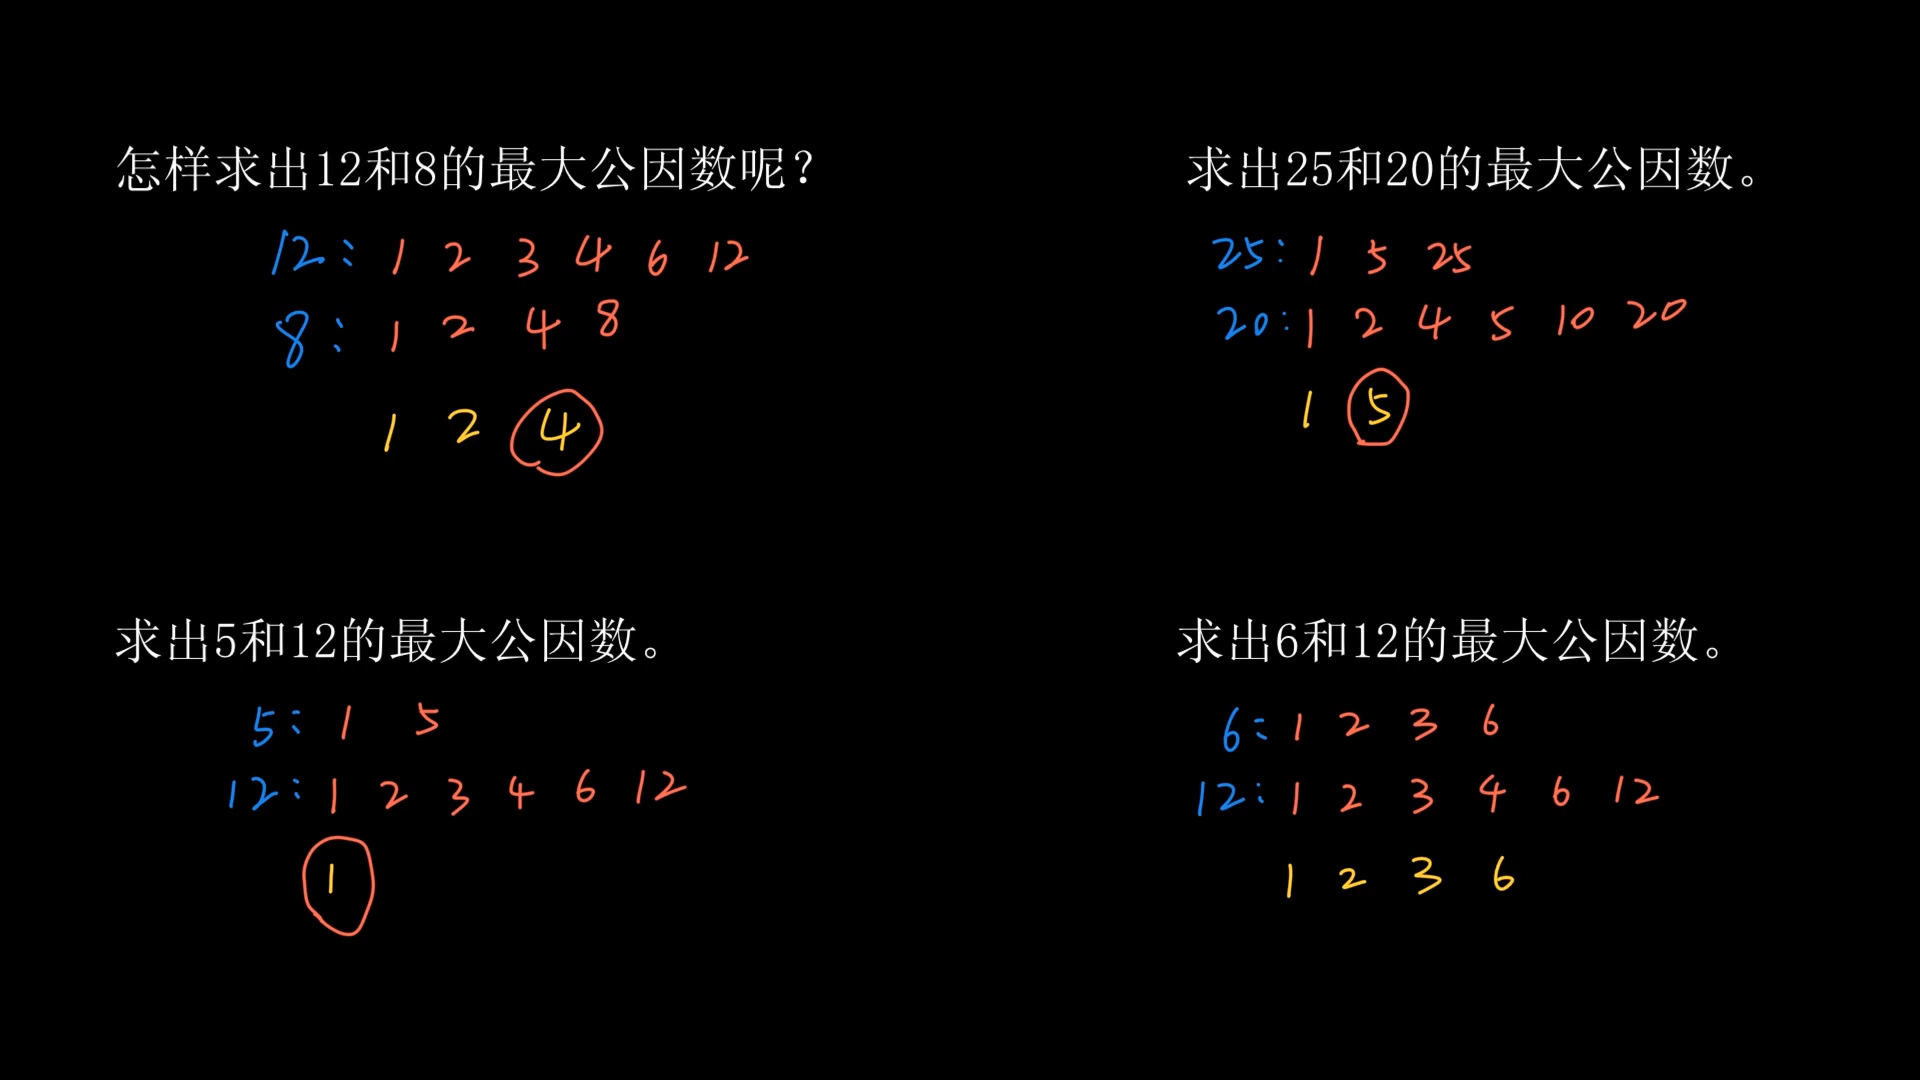 怎样求出12和8的最大公因数呢？
12： 1 2 3 4 6 12
8： 1 2 4 8
1 2 4
求出25和20的最大公因数。
25： 1 5 25
20： 1 2 4 5 10 20
1 5
求出5和12的最大公因数。
5： 1 5
12： 1 2 3 4 6 12
1
求出6和12的最大公因数。
6： 1 2 3 6
12： 1 2 3 4 6 12
1 2 3 6